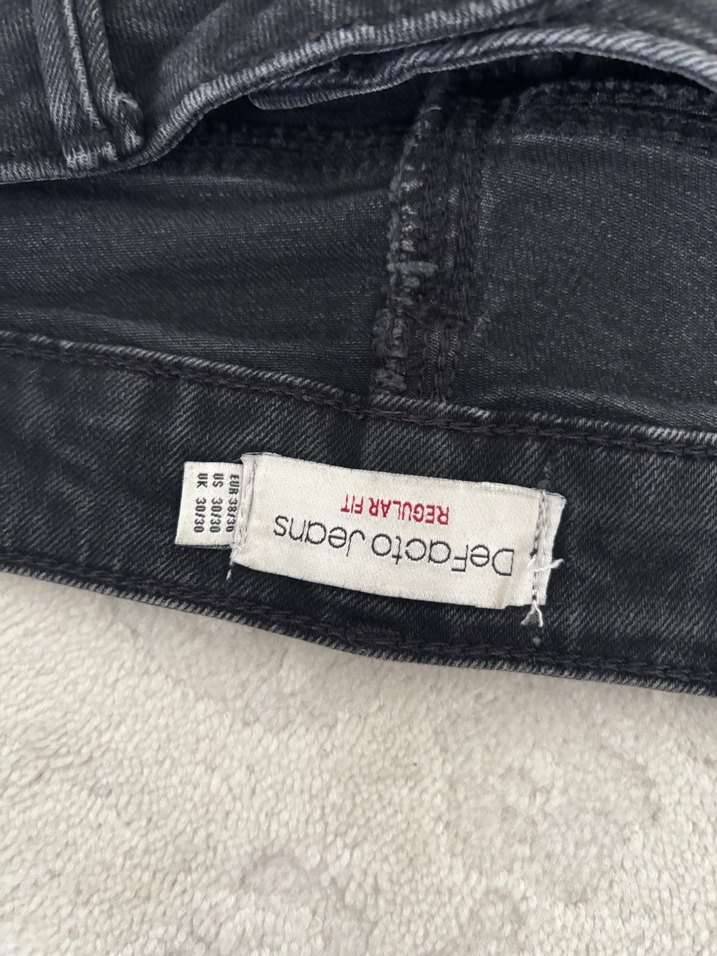 DeFacto Jeans
REGULAR FIT
EUR 38/30
US 30/30
UK 30/30